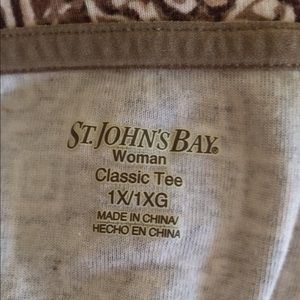 ST. JOHN'S BAY®
Woman
Classic Tee
1X/1XG
MADE IN CHINA/
HECHO EN CHINA